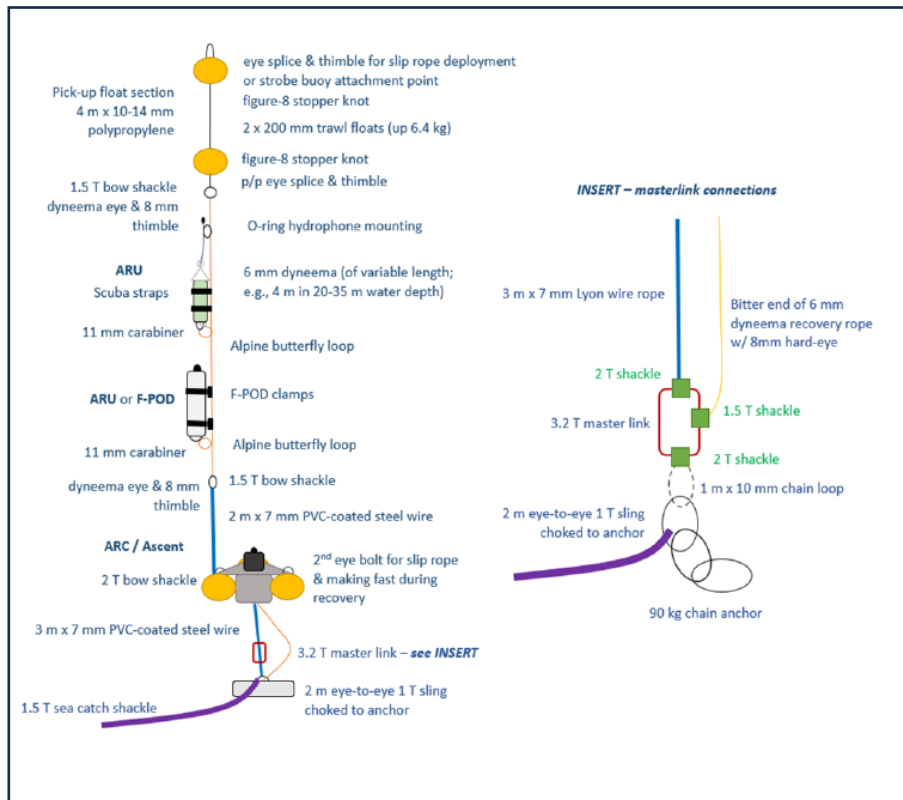 eye splice & thimble for slip rope deployment
or strobe buoy attachment point
figure-8 stopper knot
Pick-up float section
4 m x 10-14 mm
polypropylene
2 x 200 mm trawl floats (up 6.4 kg)
figure-8 stopper knot
p/p eye splice & thimble
1.5 T bow shackle
dyneema eye & 8 mm
thimble
O-ring hydrophone mounting
ARU
Scuba straps
6 mm dyneema (of variable length;
e.g., 4 m in 20-35 m water depth)
11 mm carabiner
Alpine butterfly loop
ARU or F-POD
F-POD clamps
11 mm carabiner
Alpine butterfly loop
dyneema eye & 8 mm
thimble
1.5 T bow shackle
2 m x 7 mm PVC-coated steel wire
ARC / Ascent
2 T bow shackle
2nd eye bolt for slip rope
& making fast during
recovery
3 m x 7 mm PVC-coated steel wire
3.2 T master link – see INSERT
1.5 T sea catch shackle
2 m eye-to-eye 1 T sling
choked to anchor
INSERT – masterlink connections
3 m x 7 mm Lyon wire rope
Bitter end of 6 mm
dyneema recovery rope
w/ 8mm hard-eye
2 T shackle
3.2 T master link
1.5 T shackle
2 T shackle
1 m x 10 mm chain loop
2 m eye-to-eye 1 T sling
choked to anchor
90 kg chain anchor